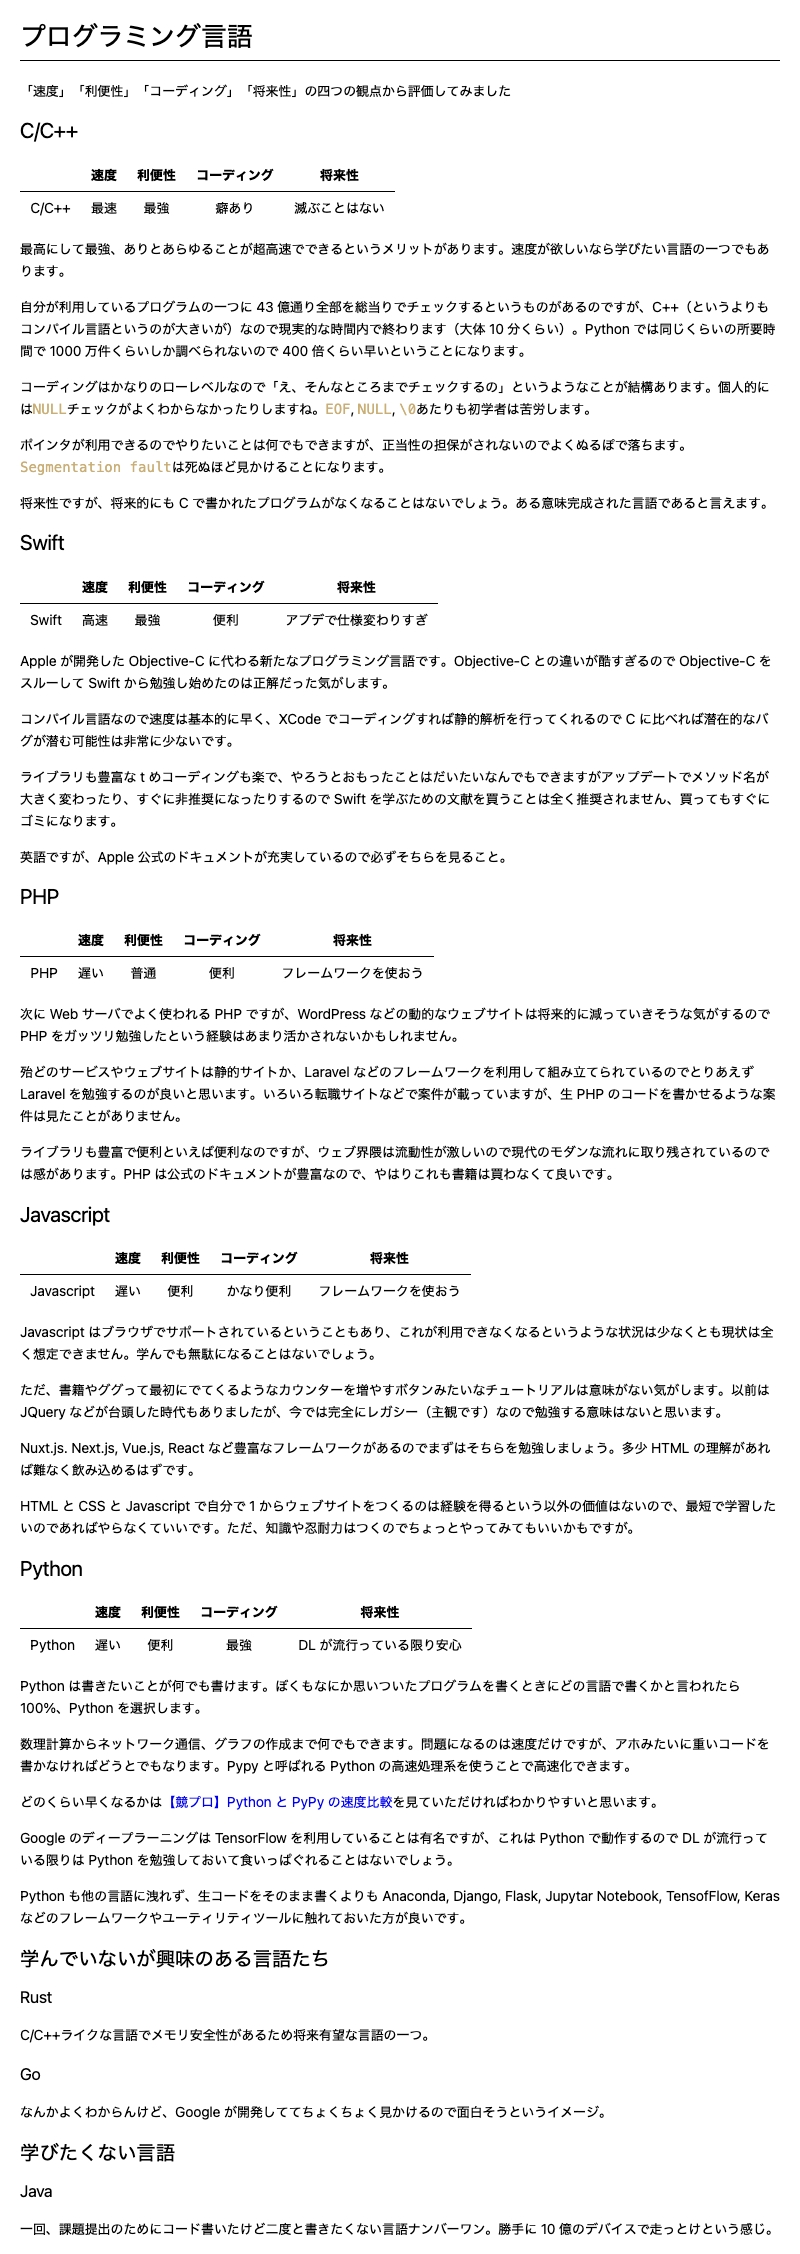 プログラミング言語
「速度」「利便性」「コーディング」「将来性」の四つの観点から評価してみました
C/C++
速度 利便性 コーディング 将来性
C/C++ 最速 最強 癖あり 滅ぶことはない
最高にして最強、ありとあらゆることが超高速でできるというメリットがあります。速度が欲しいなら学びたい言語の一つでもあ
ります。
自分が利用しているプログラムの一つに 43 億通り全部を総当りでチェックするというものがあるのですが、C++（というよりも
コンパイル言語というのが大きいが）なので現実的な時間内で終わります（大体 10 分くらい）。Python では同じくらいの所要時
間で 1000 万件くらいしか調べられないので 400 倍くらい早いということになります。
コーディングはかなりのローレベルなので「え、そんなところまでチェックするの」というようなことが結構あります。個人的に
はNULLチェックがよくわからなかったりしますね。EOF, NULL, \0あたりも初学者は苦労します。
ポインタが利用できるのでやりたいことは何でもできますが、正当性の担保がされないのでよくぬるぽで落ちます。
Segmentation faultは死ぬほど見かけることになります。
将来性ですが、将来的にも C で書かれたプログラムがなくなることはないでしょう。ある意味完成された言語であると言えます。
Swift
速度 利便性 コーディング 将来性
Swift 高速 最強 便利 アプデで仕様変わりすぎ
Apple が開発した Objective-C に代わる新たなプログラミング言語です。Objective-C との違いが酷すぎるので Objective-C を
スルーして Swift から勉強し始めたのは正解だった気がします。
コンパイル言語なので速度は基本的に早く、XCode でコーディングすれば静的解析を行ってくれるので C に比べれば潜在的なバ
グが潜む可能性は非常に少ないです。
ライブラリも豊富な t めコーディングも楽で、やろうとおもったことはだいたいなんでもできますがアップデートでメソッド名が
大きく変わったり、すぐに非推奨になったりするので Swift を学ぶための文献を買うことは全く推奨されません、買ってもすぐに
ゴミになります。
英語ですが、Apple 公式のドキュメントが充実しているので必ずそちらを見ること。
PHP
速度 利便性 コーディング 将来性
PHP 遅い 普通 便利 フレームワークを使おう
次に Web サーバでよく使われる PHP ですが、WordPress などの動的なウェブサイトは将来的に減っていきそうな気がするので
PHP をガッツリ勉強したという経験はあまり活かされないかもしれません。
殆どのサービスやウェブサイトは静的サイトか、Laravel などのフレームワークを利用して組み立てられているのでとりあえず
Laravel を勉強するのが良いと思います。いろいろ転職サイトなどで案件が載っていますが、生 PHP のコードを書かせるような案
件は見たことがありません。
ライブラリも豊富で便利といえば便利なのですが、ウェブ界隈は流動性が激しいので現代のモダンな流れに取り残されているので
は感があります。PHP は公式のドキュメントが豊富なので、やはりこれも書籍は買わなくて良いです。
Javascript
速度 利便性 コーディング 将来性
Javascript 遅い 便利 かなり便利 フレームワークを使おう
Javascript はブラウザでサポートされているということもあり、これが利用できなくなるというような状況は少なくとも現状は全
く想定できません。学んでも無駄になることはないでしょう。
ただ、書籍やググって最初にでてくるようなカウンターを増やすボタンみたいなチュートリアルは意味がない気がします。以前は
JQuery などが台頭した時代もありましたが、今では完全にレガシー（主観です）なので勉強する意味はないと思います。
Nuxt.js. Next.js, Vue.js, React など豊富なフレームワークがあるのでまずはそちらを勉強しましょう。多少 HTML の理解があれ
ば難なく飲み込めるはずです。
HTML と CSS と Javascript で自分で 1 からウェブサイトをつくるのは経験を得るという以外の価値はないので、最短で学習した
いのであればやらなくていいです。ただ、知識や忍耐力はつくのでちょっとやってみてもいいかもですが。
Python
速度 利便性 コーディング 将来性
Python 遅い 便利 最強 DL が流行っている限り安心
Python は書きたいことが何でも書けます。ぼくもなにか思いついたプログラムを書くときにどの言語で書くかと言われたら
100%、Python を選択します。
数理計算からネットワーク通信、グラフの作成まで何でもできます。問題になるのは速度だけですが、アホみたいに重いコードを
書かなければどうとでもなります。Pypy と呼ばれる Python の高速処理系を使うことで高速化できます。
どのくらい早くなるかは【競プロ】Python と PyPy の速度比較を見ていただければわかりやすいと思います。
Google のディープラーニングは TensorFlow を利用していることは有名ですが、これは Python で動作するので DL が流行って
いる限りは Python を勉強しておいて食いっぱぐれることはないでしょう。
Python も他の言語に洩れず、生コードをそのまま書くよりも Anaconda, Django, Flask, Jupytar Notebook, TensofFlow, Keras
などのフレームワークやユーティリティツールに触れておいた方が良いです。
学んでいないが興味のある言語たち
Rust
C/C++ライクな言語でメモリ安全性があるため将来有望な言語の一つ。
Go
なんかよくわからんけど、Google が開発しててちょくちょく見かけるので面白そうというイメージ。
学びたくない言語
Java
一回、課題提出のためにコード書いたけど二度と書きたくない言語ナンバーワン。勝手に 10 億のデバイスで走っとけという感じ。